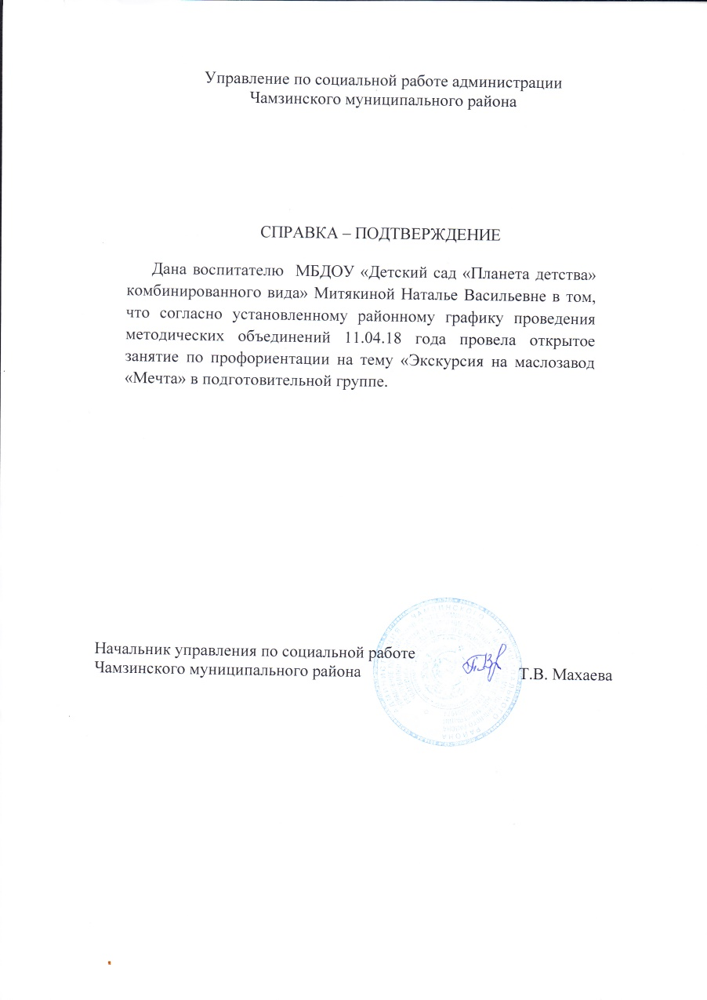 Управление по социальной работе администрации
Чамзинского муниципального района
СПРАВКА – ПОДТВЕРЖДЕНИЕ
Дана воспитателю МБДОУ «Детский сад «Планета детства»
комбинированного вида» Митякиной Наталье Васильевне в том,
что согласно установленному районному графику проведения
методических объединений 11.04.18 года провела открытое
занятие по профориентации на тему «Экскурсия на маслозавод
«Мечта» в подготовительной группе.
Начальник управления по социальной работе
Чамзинского муниципального района Т.В. Махаева
ЧАМЗИНСКОГО
РАЙОНА